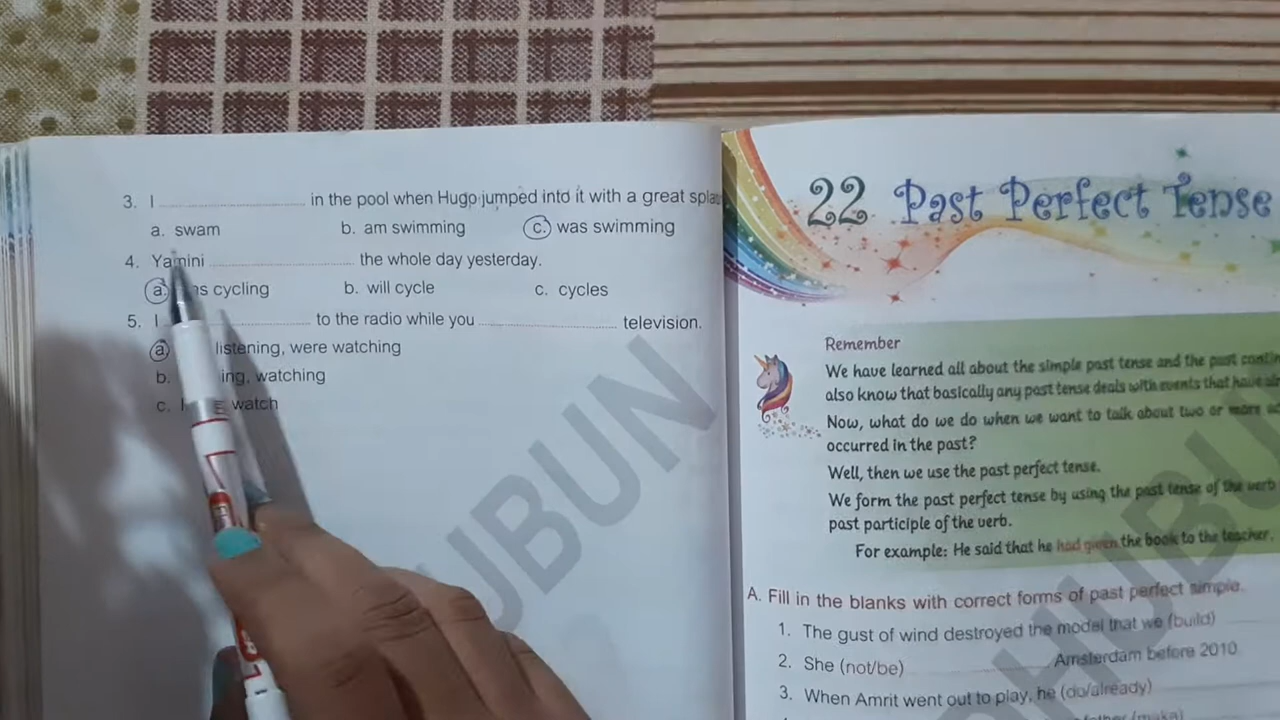 3. I ........................ in the pool when Hugo jumped into it with a great
a. swam b. am swimming c. was swimming
4. Yamini ........................ the whole day yesterday.
a. cycling b. will cycle c. cycles
5. I ........................ to the radio while you ........................ television.
a. listening, were watching
b. watching
c. watch
22 Past Perfect Tense
Remember
We have learned all about the simple past tense and the past
also know that basically any past tense deals with events that have
Now, what do we do when we want to talk about two or more
occurred in the past?
Well, then we use the past perfect tense.
We form the past perfect tense by using the past tense of the verb
past participle of the verb.
For example: He said that he had given the book to the teacher.
A. Fill in the blanks with correct forms of past perfect simple.
1. The gust of wind destroyed the model that we (build)
2. She (not/be) ........................ Amsterdam before 2010.
3. When Amrit went out to play, he (do/already)
father (make)